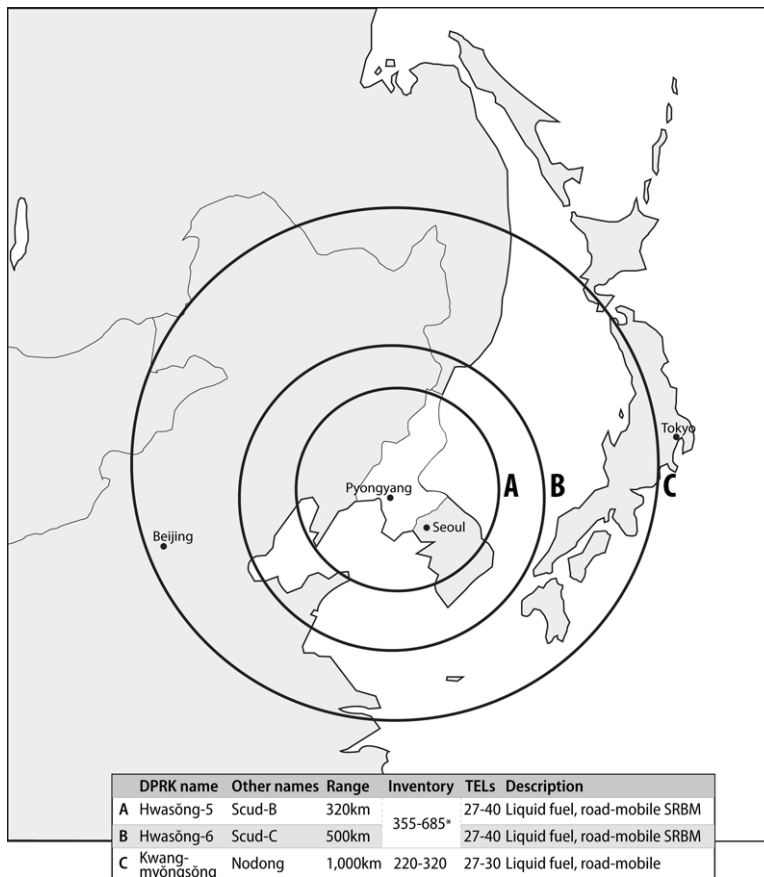 Tokyo
A B C
Pyongyang
Seoul
Beijing
DPRK name Other names Range Inventory TELs Description
A Hwasŏng-5 Scud-B 320km 355-685* 27-40 Liquid fuel, road-mobile SRBM
B Hwasŏng-6 Scud-C 500km 27-40 Liquid fuel, road-mobile SRBM
C Kwang-
myŏngsŏng Nodong 1,000km 220-320 27-30 Liquid fuel, road-mobile